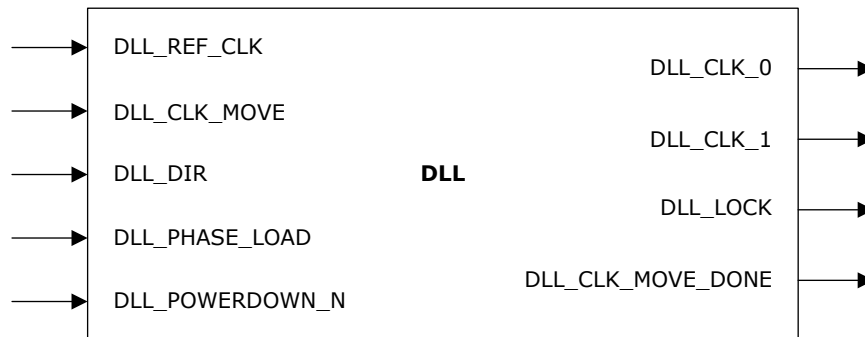 DLL_REF_CLK
DLL_CLK_MOVE
DLL_DIR
DLL_PHASE_LOAD
DLL_POWERDOWN_N
DLL
DLL_CLK_0
DLL_CLK_1
DLL_LOCK
DLL_CLK_MOVE_DONE